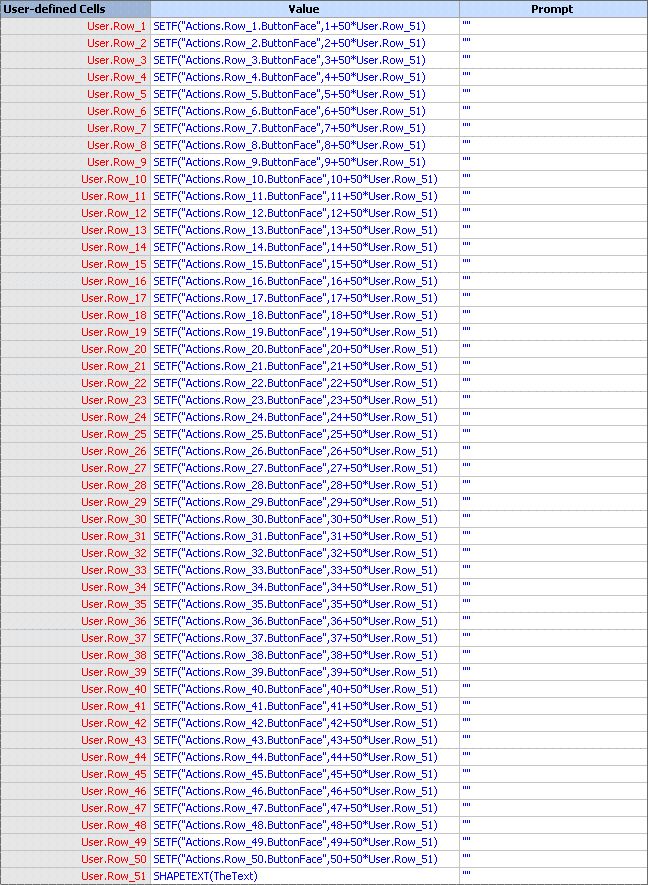 User-defined Cells Value Prompt
User.Row_1 SETF("Actions.Row_1.ButtonFace",1+50*User.Row_51) ""
User.Row_2 SETF("Actions.Row_2.ButtonFace",2+50*User.Row_51) ""
User.Row_3 SETF("Actions.Row_3.ButtonFace",3+50*User.Row_51) ""
User.Row_4 SETF("Actions.Row_4.ButtonFace",4+50*User.Row_51) ""
User.Row_5 SETF("Actions.Row_5.ButtonFace",5+50*User.Row_51) ""
User.Row_6 SETF("Actions.Row_6.ButtonFace",6+50*User.Row_51) ""
User.Row_7 SETF("Actions.Row_7.ButtonFace",7+50*User.Row_51) ""
User.Row_8 SETF("Actions.Row_8.ButtonFace",8+50*User.Row_51) ""
User.Row_9 SETF("Actions.Row_9.ButtonFace",9+50*User.Row_51) ""
User.Row_10 SETF("Actions.Row_10.ButtonFace",10+50*User.Row_51) ""
User.Row_11 SETF("Actions.Row_11.ButtonFace",11+50*User.Row_51) ""
User.Row_12 SETF("Actions.Row_12.ButtonFace",12+50*User.Row_51) ""
User.Row_13 SETF("Actions.Row_13.ButtonFace",13+50*User.Row_51) ""
User.Row_14 SETF("Actions.Row_14.ButtonFace",14+50*User.Row_51) ""
User.Row_15 SETF("Actions.Row_15.ButtonFace",15+50*User.Row_51) ""
User.Row_16 SETF("Actions.Row_16.ButtonFace",16+50*User.Row_51) ""
User.Row_17 SETF("Actions.Row_17.ButtonFace",17+50*User.Row_51) ""
User.Row_18 SETF("Actions.Row_18.ButtonFace",18+50*User.Row_51) ""
User.Row_19 SETF("Actions.Row_19.ButtonFace",19+50*User.Row_51) ""
User.Row_20 SETF("Actions.Row_20.ButtonFace",20+50*User.Row_51) ""
User.Row_21 SETF("Actions.Row_21.ButtonFace",21+50*User.Row_51) ""
User.Row_22 SETF("Actions.Row_22.ButtonFace",22+50*User.Row_51) ""
User.Row_23 SETF("Actions.Row_23.ButtonFace",23+50*User.Row_51) ""
User.Row_24 SETF("Actions.Row_24.ButtonFace",24+50*User.Row_51) ""
User.Row_25 SETF("Actions.Row_25.ButtonFace",25+50*User.Row_51) ""
User.Row_26 SETF("Actions.Row_26.ButtonFace",26+50*User.Row_51) ""
User.Row_27 SETF("Actions.Row_27.ButtonFace",27+50*User.Row_51) ""
User.Row_28 SETF("Actions.Row_28.ButtonFace",28+50*User.Row_51) ""
User.Row_29 SETF("Actions.Row_29.ButtonFace",29+50*User.Row_51) ""
User.Row_30 SETF("Actions.Row_30.ButtonFace",30+50*User.Row_51) ""
User.Row_31 SETF("Actions.Row_31.ButtonFace",31+50*User.Row_51) ""
User.Row_32 SETF("Actions.Row_32.ButtonFace",32+50*User.Row_51) ""
User.Row_33 SETF("Actions.Row_33.ButtonFace",33+50*User.Row_51) ""
User.Row_34 SETF("Actions.Row_34.ButtonFace",34+50*User.Row_51) ""
User.Row_35 SETF("Actions.Row_35.ButtonFace",35+50*User.Row_51) ""
User.Row_36 SETF("Actions.Row_36.ButtonFace",36+50*User.Row_51) ""
User.Row_37 SETF("Actions.Row_37.ButtonFace",37+50*User.Row_51) ""
User.Row_38 SETF("Actions.Row_38.ButtonFace",38+50*User.Row_51) ""
User.Row_39 SETF("Actions.Row_39.ButtonFace",39+50*User.Row_51) ""
User.Row_40 SETF("Actions.Row_40.ButtonFace",40+50*User.Row_51) ""
User.Row_41 SETF("Actions.Row_41.ButtonFace",41+50*User.Row_51) ""
User.Row_42 SETF("Actions.Row_42.ButtonFace",42+50*User.Row_51) ""
User.Row_43 SETF("Actions.Row_43.ButtonFace",43+50*User.Row_51) ""
User.Row_44 SETF("Actions.Row_44.ButtonFace",44+50*User.Row_51) ""
User.Row_45 SETF("Actions.Row_45.ButtonFace",45+50*User.Row_51) ""
User.Row_46 SETF("Actions.Row_46.ButtonFace",46+50*User.Row_51) ""
User.Row_47 SETF("Actions.Row_47.ButtonFace",47+50*User.Row_51) ""
User.Row_48 SETF("Actions.Row_48.ButtonFace",48+50*User.Row_51) ""
User.Row_49 SETF("Actions.Row_49.ButtonFace",49+50*User.Row_51) ""
User.Row_50 SETF("Actions.Row_50.ButtonFace",50+50*User.Row_51) ""
User.Row_51 SHAPETEXT(TheText) ""